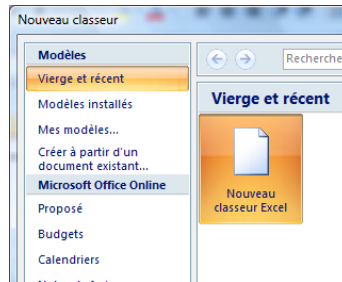 Nouveau classeur
Modèles
Vierge et récent
Modèles installés
Mes modèles...
Créer à partir d'un
document existant...
Microsoft Office Online
Proposé
Budgets
Calendriers
Recherche
Vierge et récent
Nouveau
classeur Excel